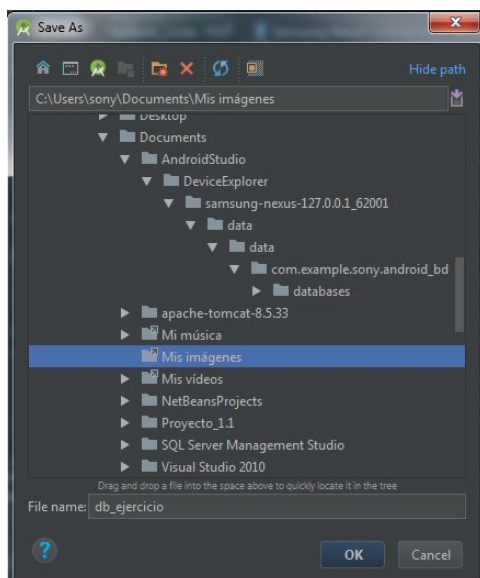 Save As
Hide path
C:\Users\sony\Documents\Mis imágenes
Desktop
Documents
AndroidStudio
DeviceExplorer
samsung-nexus-127.0.0.1_62001
data
data
com.example.sony.android_bd
databases
apache-tomcat-8.5.33
Mi música
Mis imágenes
Mis vídeos
NetBeansProjects
Proyecto_1.1
SQL Server Management Studio
Visual Studio 2010
Drag and drop a file into the space above to quickly locate it in the tree
File name: db_ejercicio
? OK Cancel